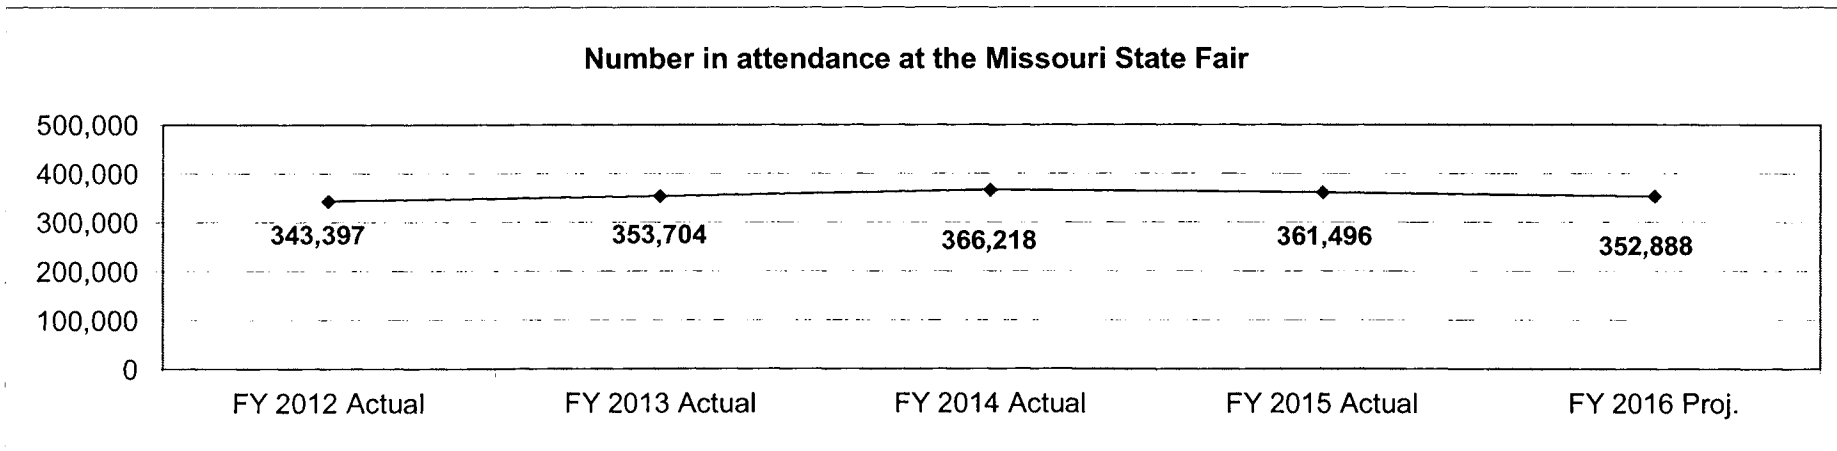 Number in attendance at the Missouri State Fair
500,000
400,000
300,000
200,000
100,000
0
343,397
353,704
366,218
361,496
352,888
FY 2012 Actual
FY 2013 Actual
FY 2014 Actual
FY 2015 Actual
FY 2016 Proj.